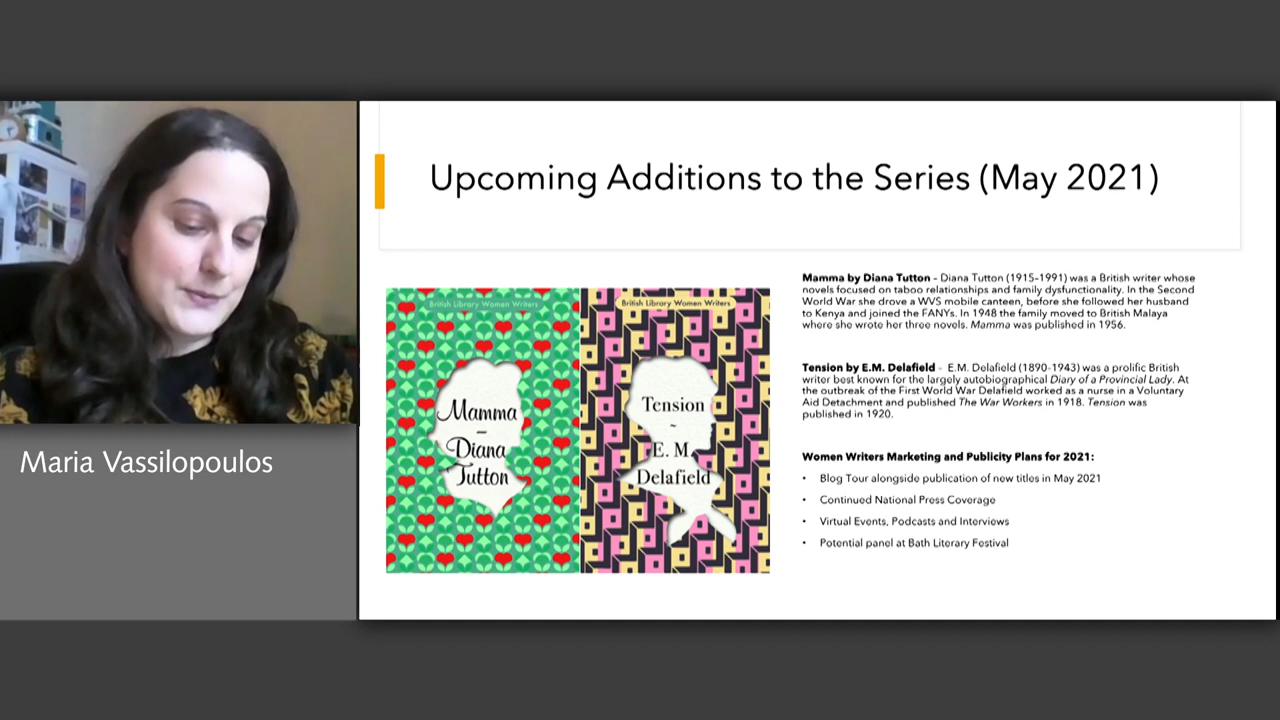 Upcoming Additions to the Series (May 2021)
British Library Women Writers
Mamma
–
Diana
Tutton
British Library Women Writers
Tension
~
E. M.
Delafield
Mamma by Diana Tutton – Diana Tutton (1915–1991) was a British writer whose
novels focused on taboo relationships and family dysfunctionality. In the Second
World War she drove a WVS mobile canteen, before she followed her husband
to Kenya and joined the FANYs. In 1948 the family moved to British Malaya
where she wrote her three novels. Mamma was published in 1956.
Tension by E.M. Delafield - E.M. Delafield (1890-1943) was a prolific British
writer best known for the largely autobiographical Diary of a Provincial Lady. At
the outbreak of the First World War Delafield worked as a nurse in a Voluntary
Aid Detachment and published The War Workers in 1918. Tension was
published in 1920.
Women Writers Marketing and Publicity Plans for 2021:
• Blog Tour alongside publication of new titles in May 2021
• Continued National Press Coverage
• Virtual Events, Podcasts and Interviews
• Potential panel at Bath Literary Festival
Maria Vassilopoulos